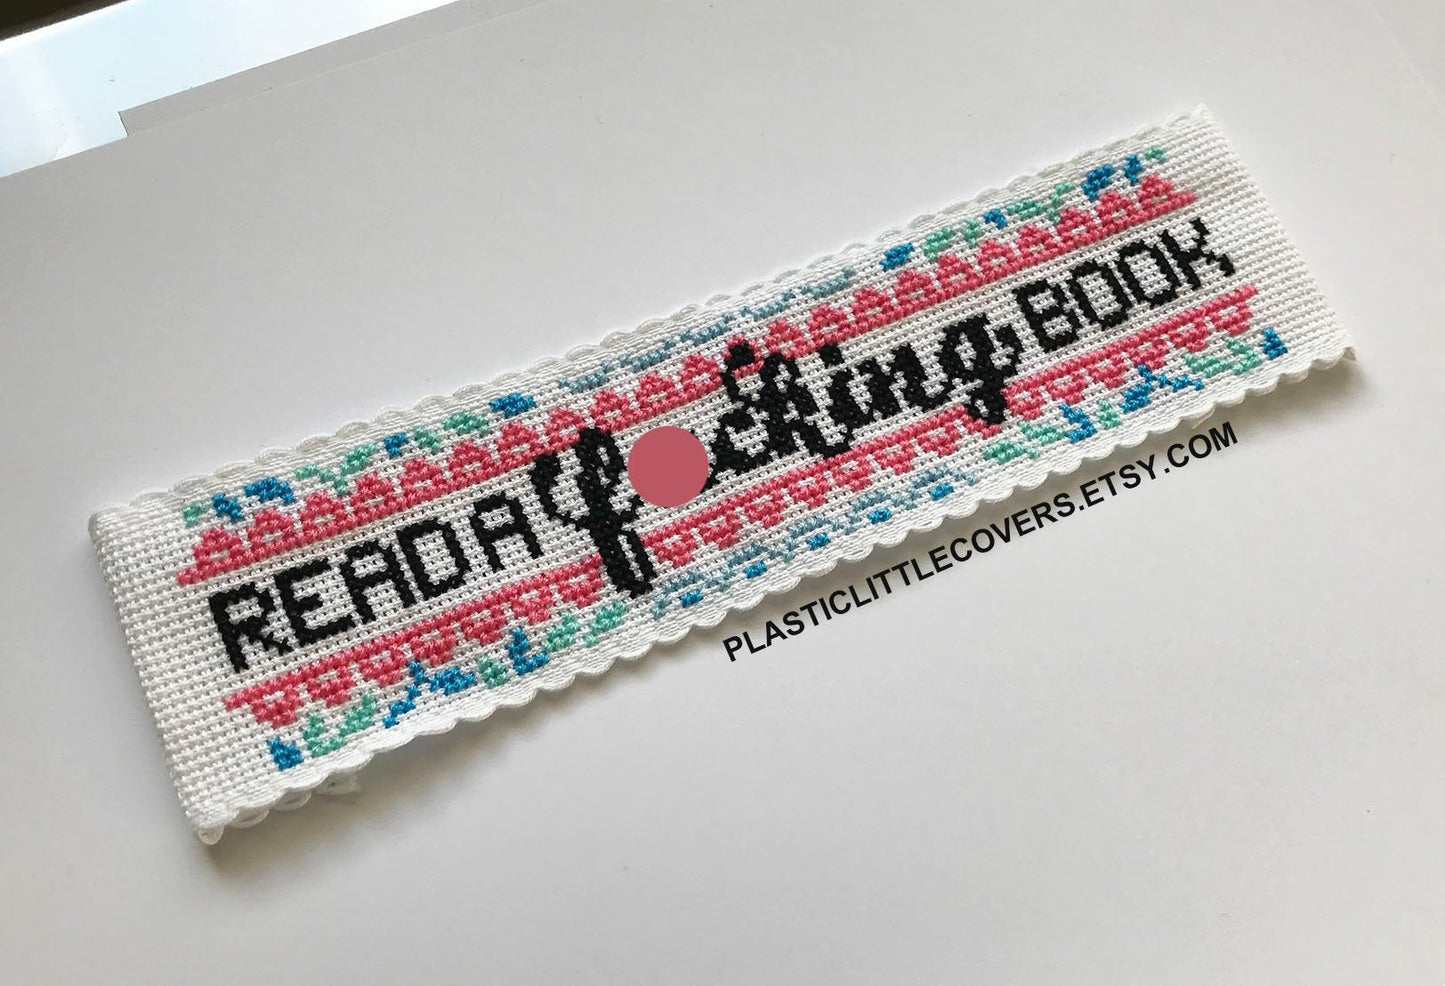 READ A f cking BOOK
PLASTICLITTLECOVERS.ETSY.COM